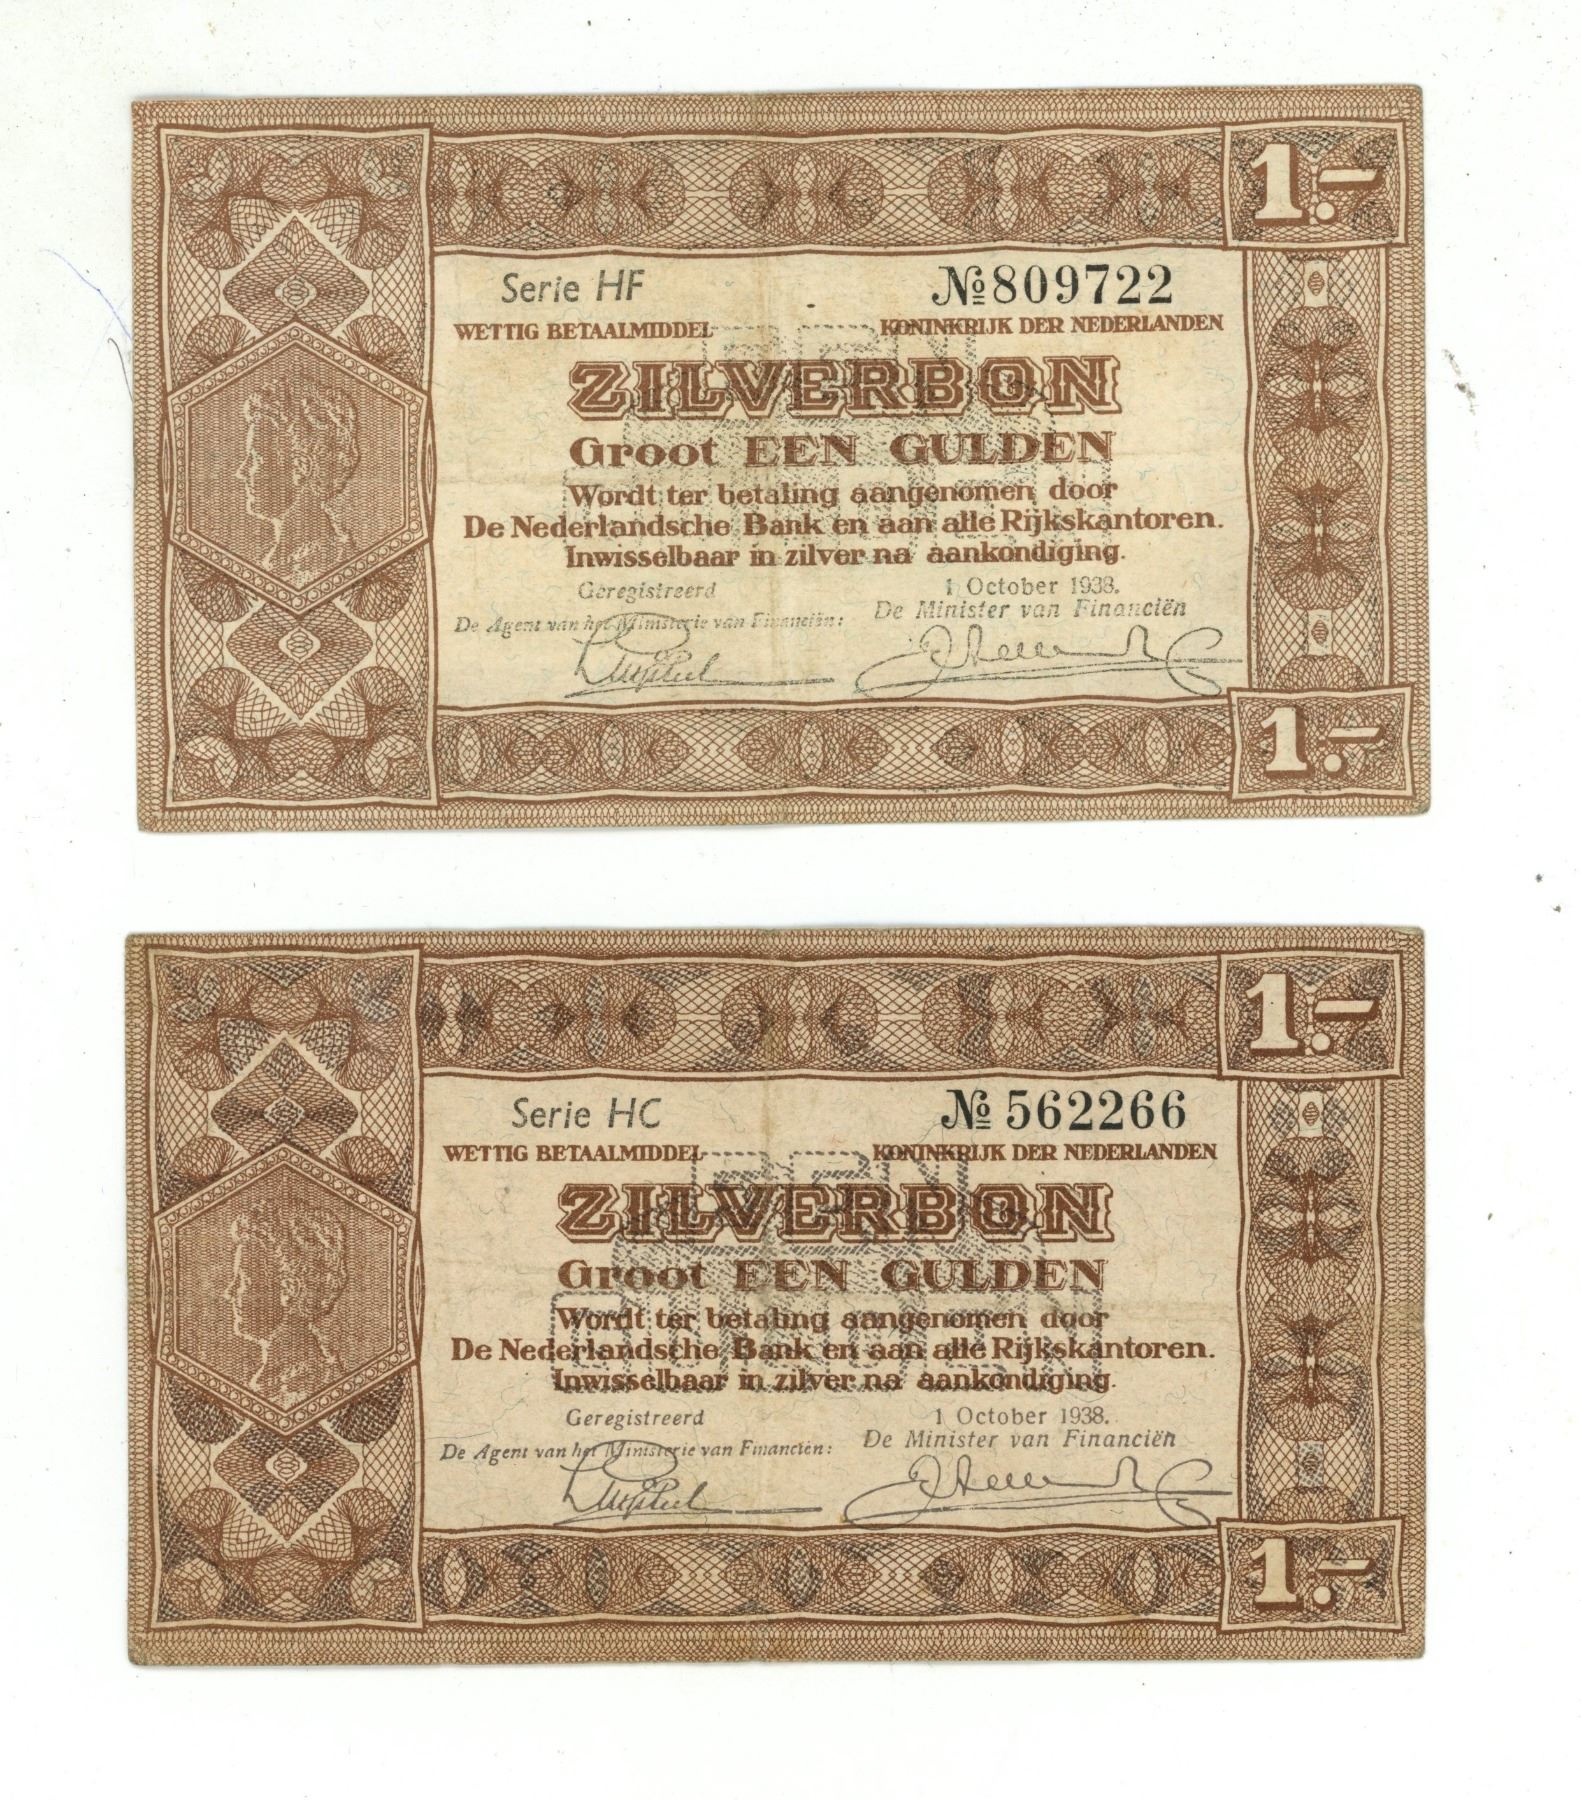 1.-
Serie HF №809722
WETTIG BETAALMIDDEL KONINKRIJK DER NEDERLANDEN
ZILVERBON
Groot EEN GULDEN
Wordt ter betaling aangenomen door
De Nederlandsche Bank en aan alle Rijkskantoren.
Inwisselbaar in zilver na aankondiging.
Geregistreerd 1 October 1938.
De Agent van het Ministerie van Financiën: De Minister van Financiën
1.-
1.-
Serie HC № 562266
WETTIG BETAALMIDDEL KONINKRIJK DER NEDERLANDEN
ZILVERBON
Groot EEN GULDEN
Wordt ter betaling aangenomen door
De Nederlandsche Bank en aan alle Rijkskantoren.
Inwisselbaar in zilver na aankondiging.
Geregistreerd 1 October 1938.
De Agent van het Ministerie van Financiën: De Minister van Financiën
1.-